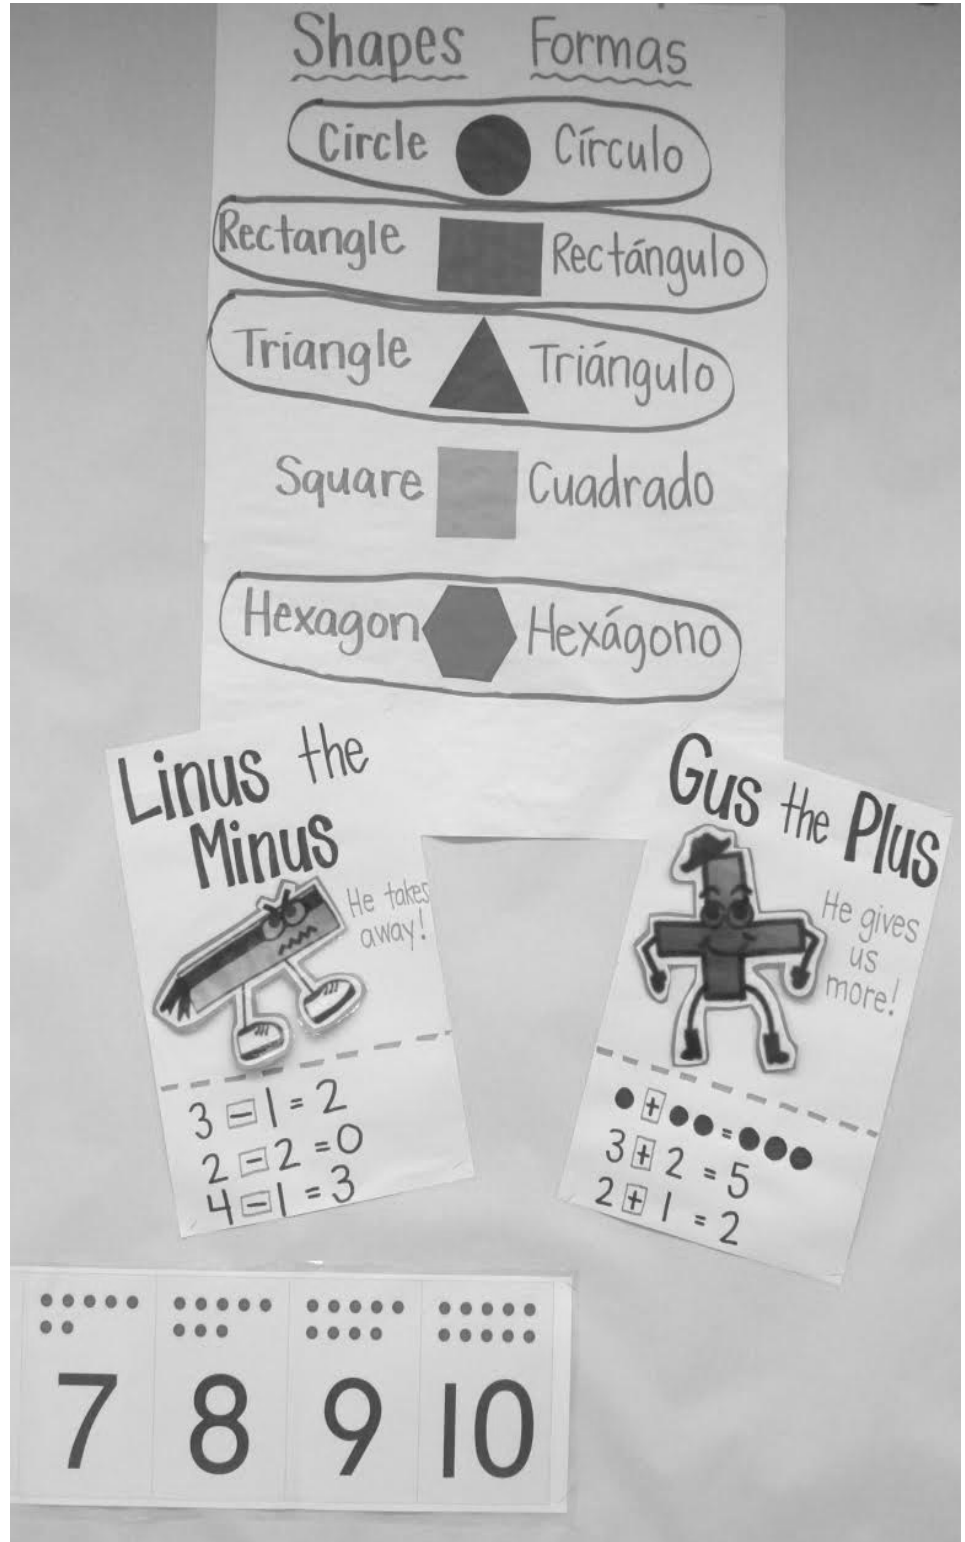 Shapes Formas
Circle Círculo
Rectangle Rectángulo
Triangle Triángulo
Square Cuadrado
Hexagon Hexágono
Linus the
Minus
He takes
away!
3 - 1 = 2
2 - 2 = 0
4 - 1 = 3
Gus the Plus
He gives
us
more!
+ =
3 + 2 = 5
2 + 1 = 2
7 8 9 10